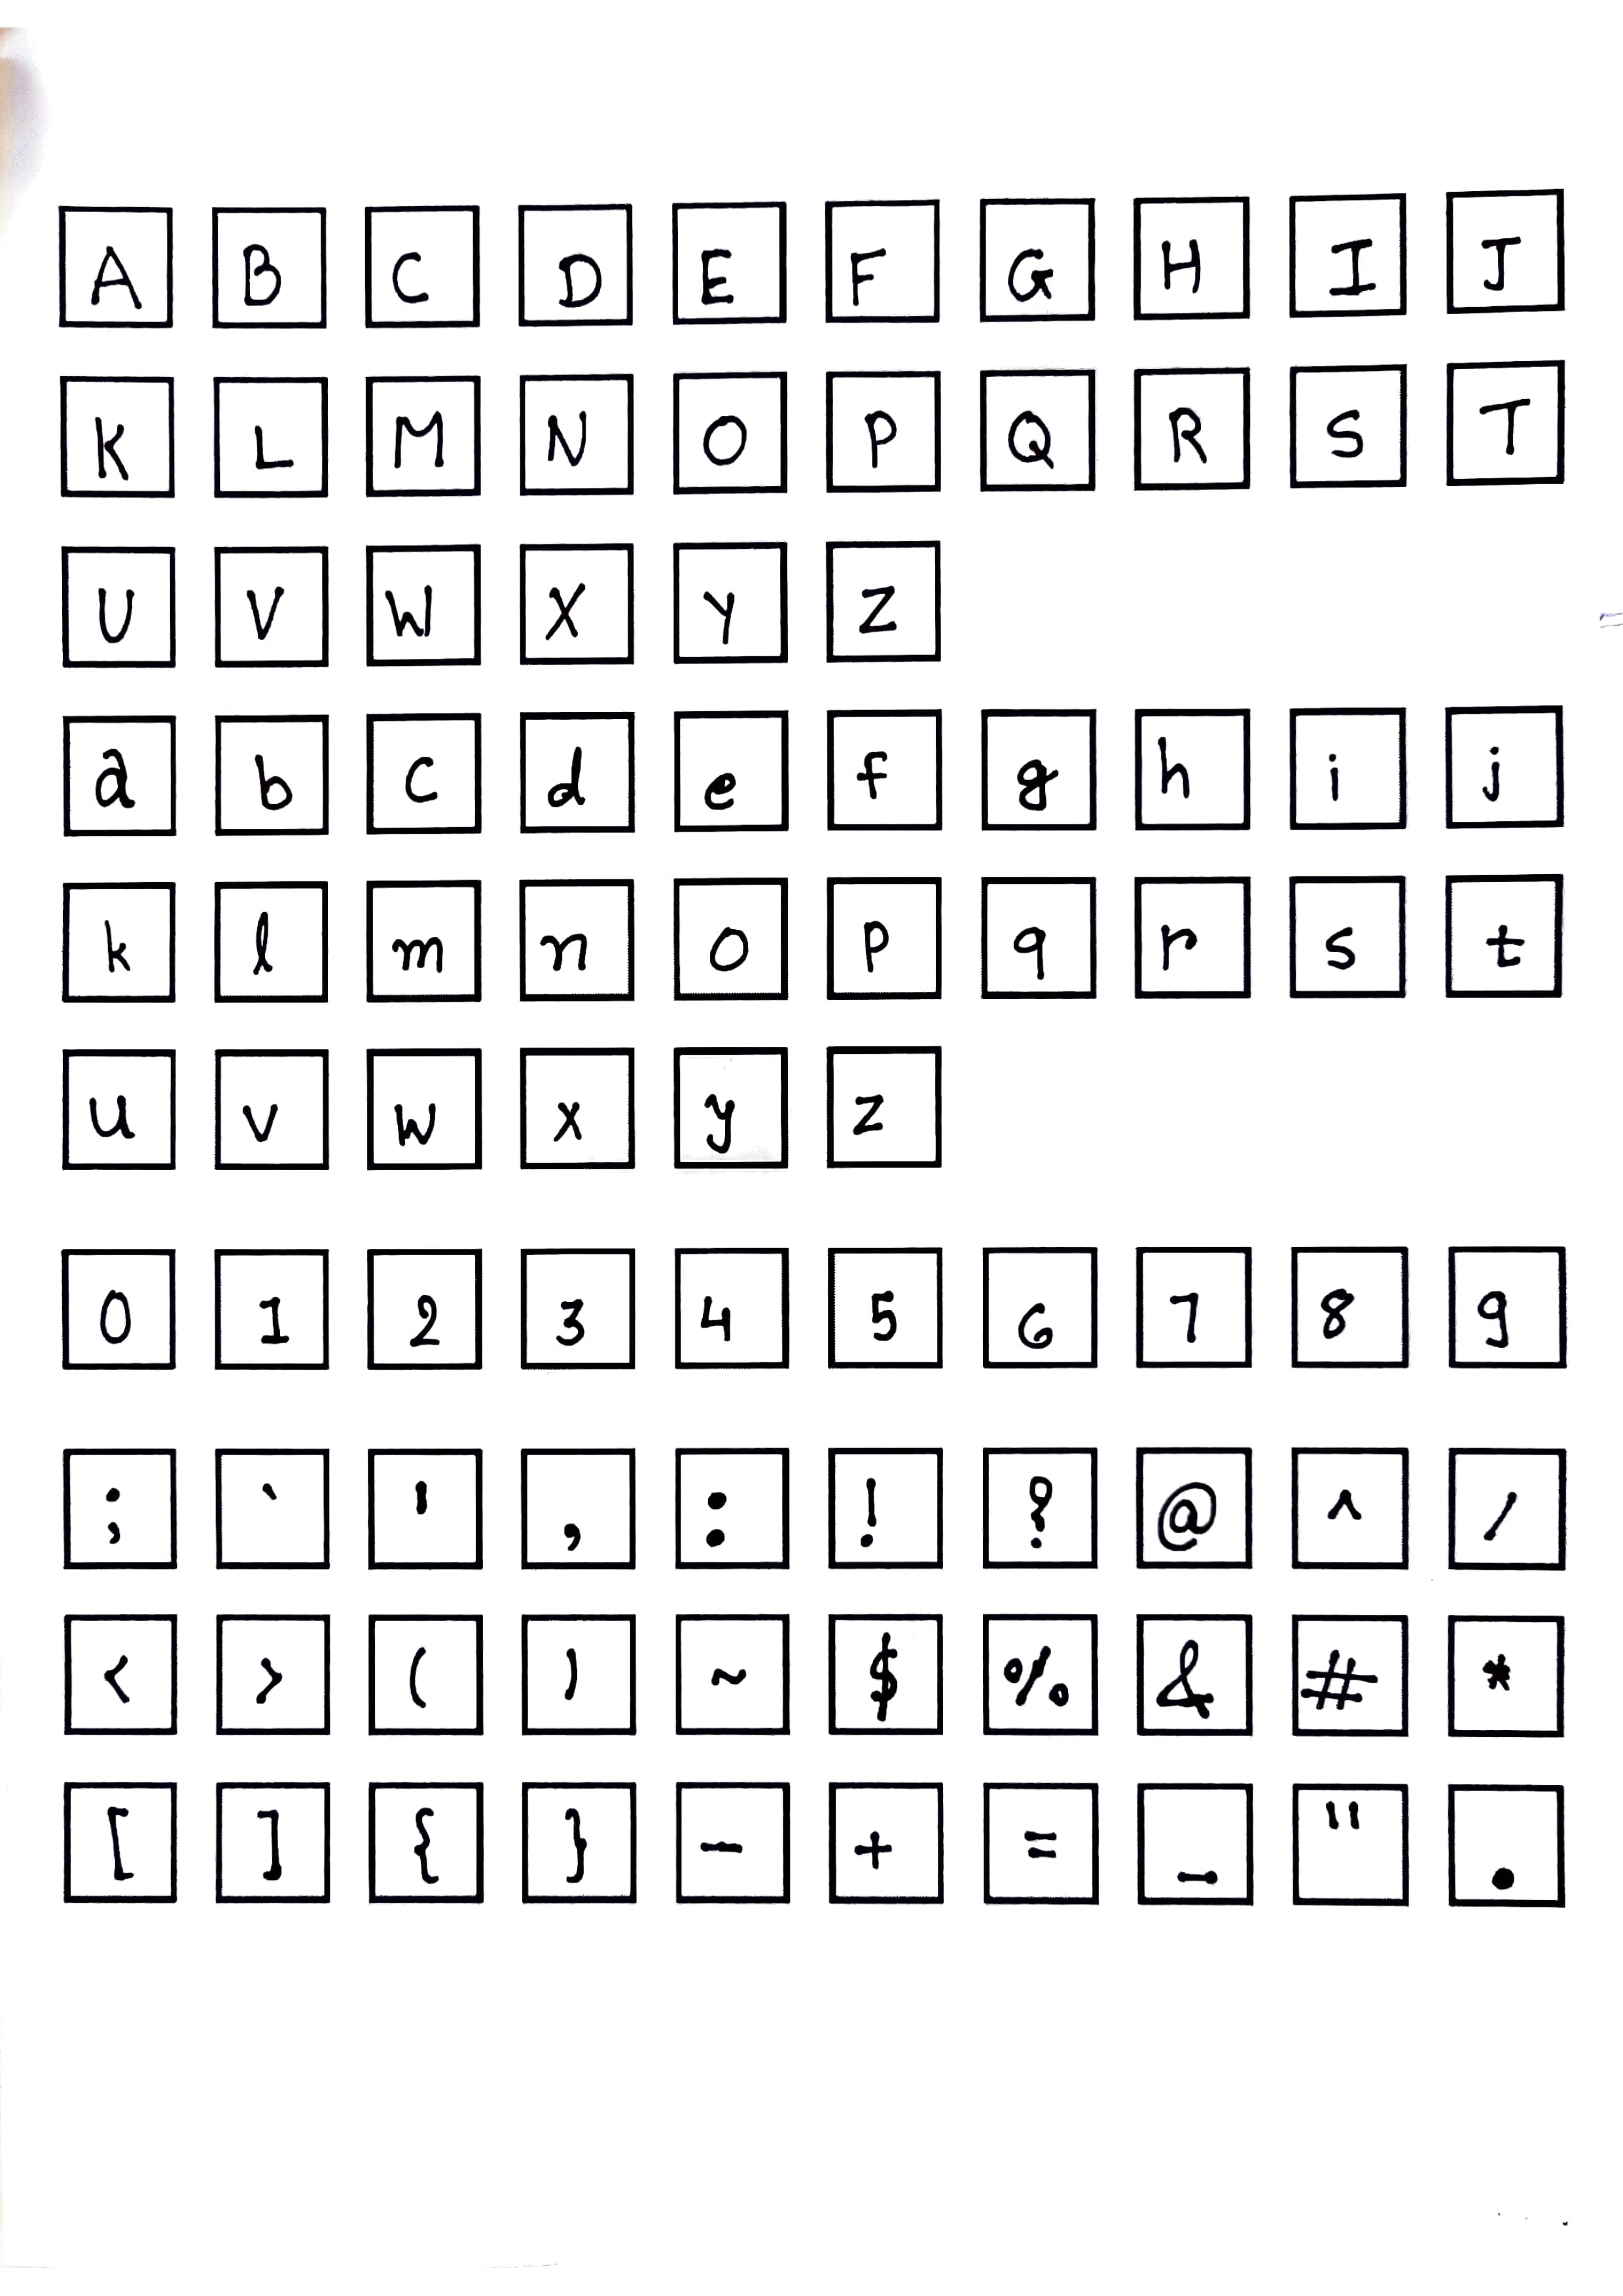 A B C D E F G H I J
K L M N O P Q R S T
U V W X Y Z
a b c d e f g h i j
k l m n o p q r s t
u v w x y z
0 1 2 3 4 5 6 7 8 9
; ` ' , : ! ? @ ^ /
< > ( ) ~ $ % & # *
[ ] { } - + = _ " .